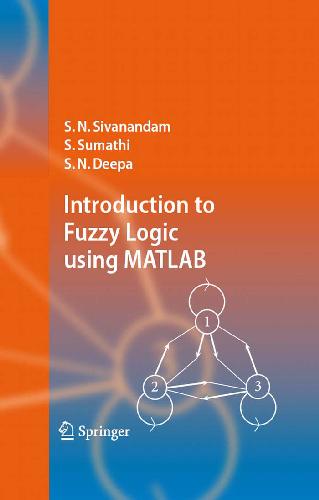 S. N. Sivanandam
S. Sumathi
S. N. Deepa
Introduction to
Fuzzy Logic
using MATLAB
1
2
3
Springer